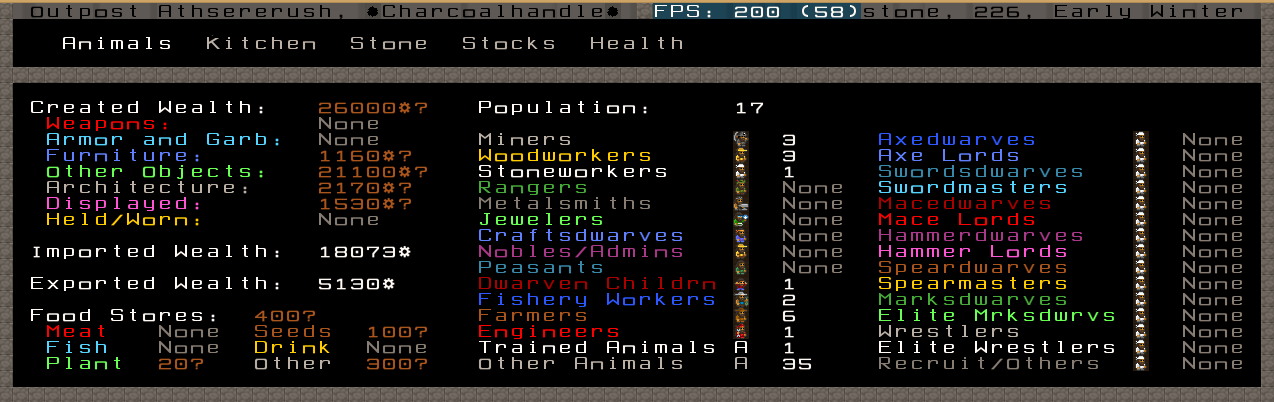 Outpost Athsererush, ☼Charcoalhandle☼ FPS: 200 (58) stone, 226, Early Winter
Animals Kitchen Stone Stocks Health
Created Wealth: 26000☼? Population: 17
Weapons: None
Armor and Garb: None Miners 3 Axedwarves None
Furniture: 1160☼? Woodworkers 3 Axe Lords None
Other Objects: 21100☼? Stoneworkers 1 Swordsdwarves None
Architecture: 2170☼? Rangers None Swordmasters None
Displayed: 1530☼? Metalsmiths None Macedwarves None
Held/Worn: None Jewelers None Mace Lords None
Craftsdwarves None Hammerdwarves None
Imported Wealth: 18073☼ Nobles/Admins None Hammer Lords None
Peasants None Speardwarves None
Exported Wealth: 5130☼ Dwarven Childrn 1 Spearmasters None
Fishery Workers 2 Marksdwarves None
Food Stores: 400? Farmers 6 Elite Mrksdwrvs None
Meat None Seeds 100? Engineers 1 Wrestlers None
Fish None Drink None Trained Animals A 1 Elite Wrestlers None
Plant 20? Other 300? Other Animals A 35 Recruit/Others None